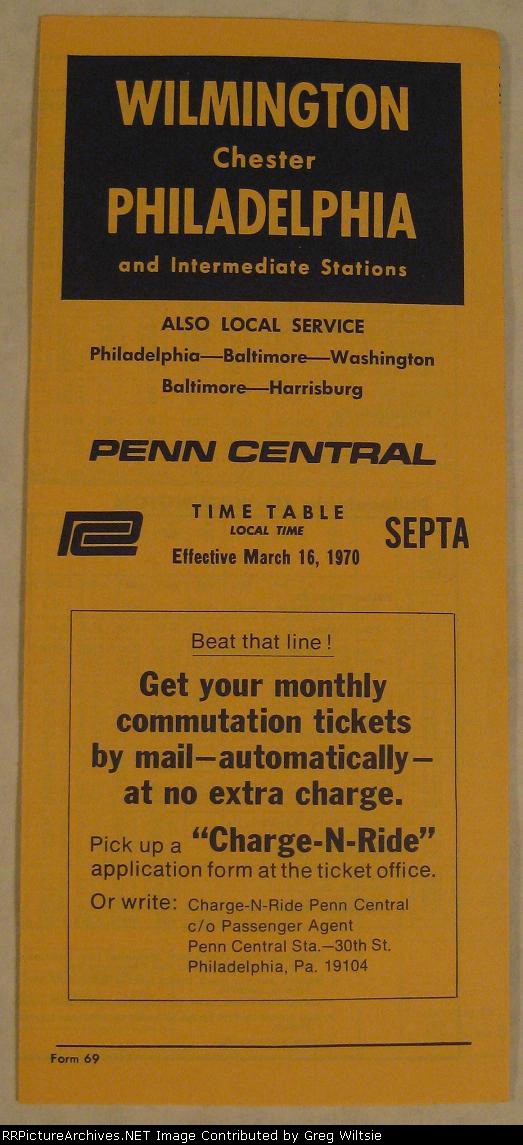 WILMINGTON
Chester
PHILADELPHIA
and Intermediate Stations
ALSO LOCAL SERVICE
Philadelphia—Baltimore—Washington
Baltimore—Harrisburg
PENN CENTRAL
TIME TABLE
LOCAL TIME
Effective March 16, 1970
SEPTA
Beat that line!
Get your monthly
commutation tickets
by mail—automatically—
at no extra charge.
Pick up a "Charge-N-Ride"
application form at the ticket office.
Or write: Charge-N-Ride Penn Central
c/o Passenger Agent
Penn Central Sta.—30th St.
Philadelphia, Pa. 19104
Form 69
RRPictureArchives.NET Image Contributed by Greg Wiltsie